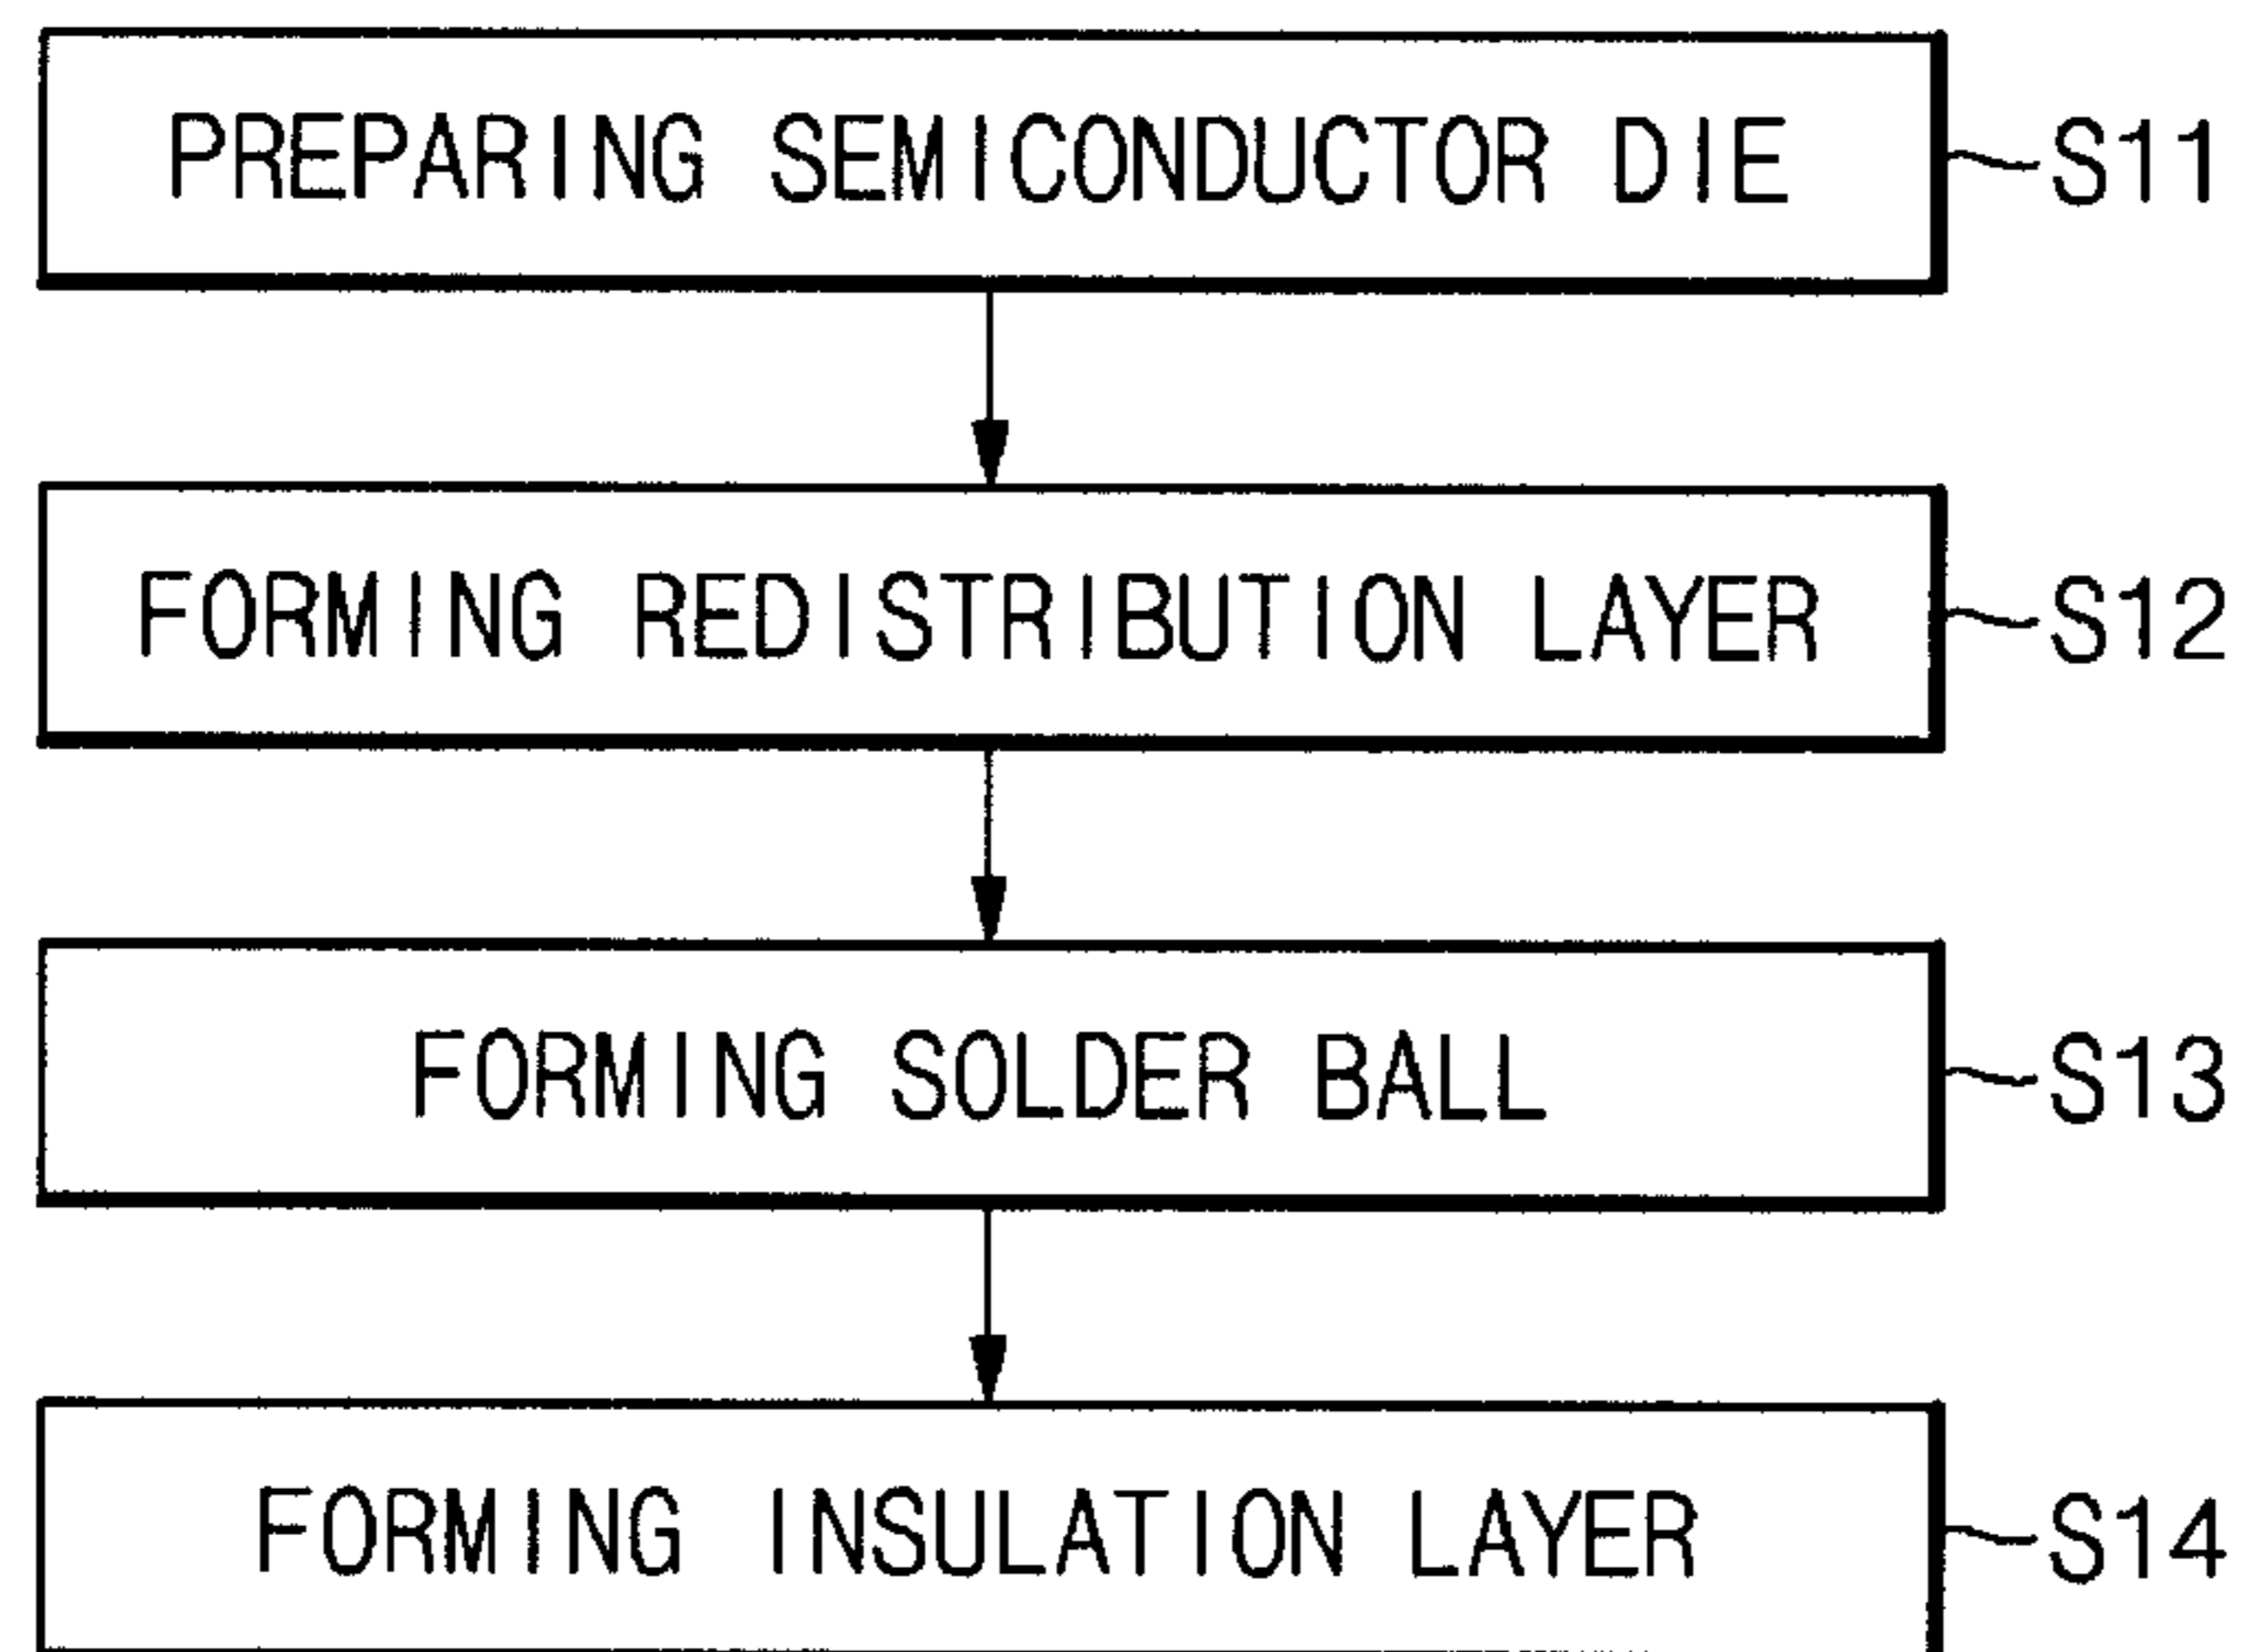 PREPARING SEMICONDUCTOR DIE S11
FORMING REDISTRIBUTION LAYER S12
FORMING SOLDER BALL S13
FORMING INSULATION LAYER S14